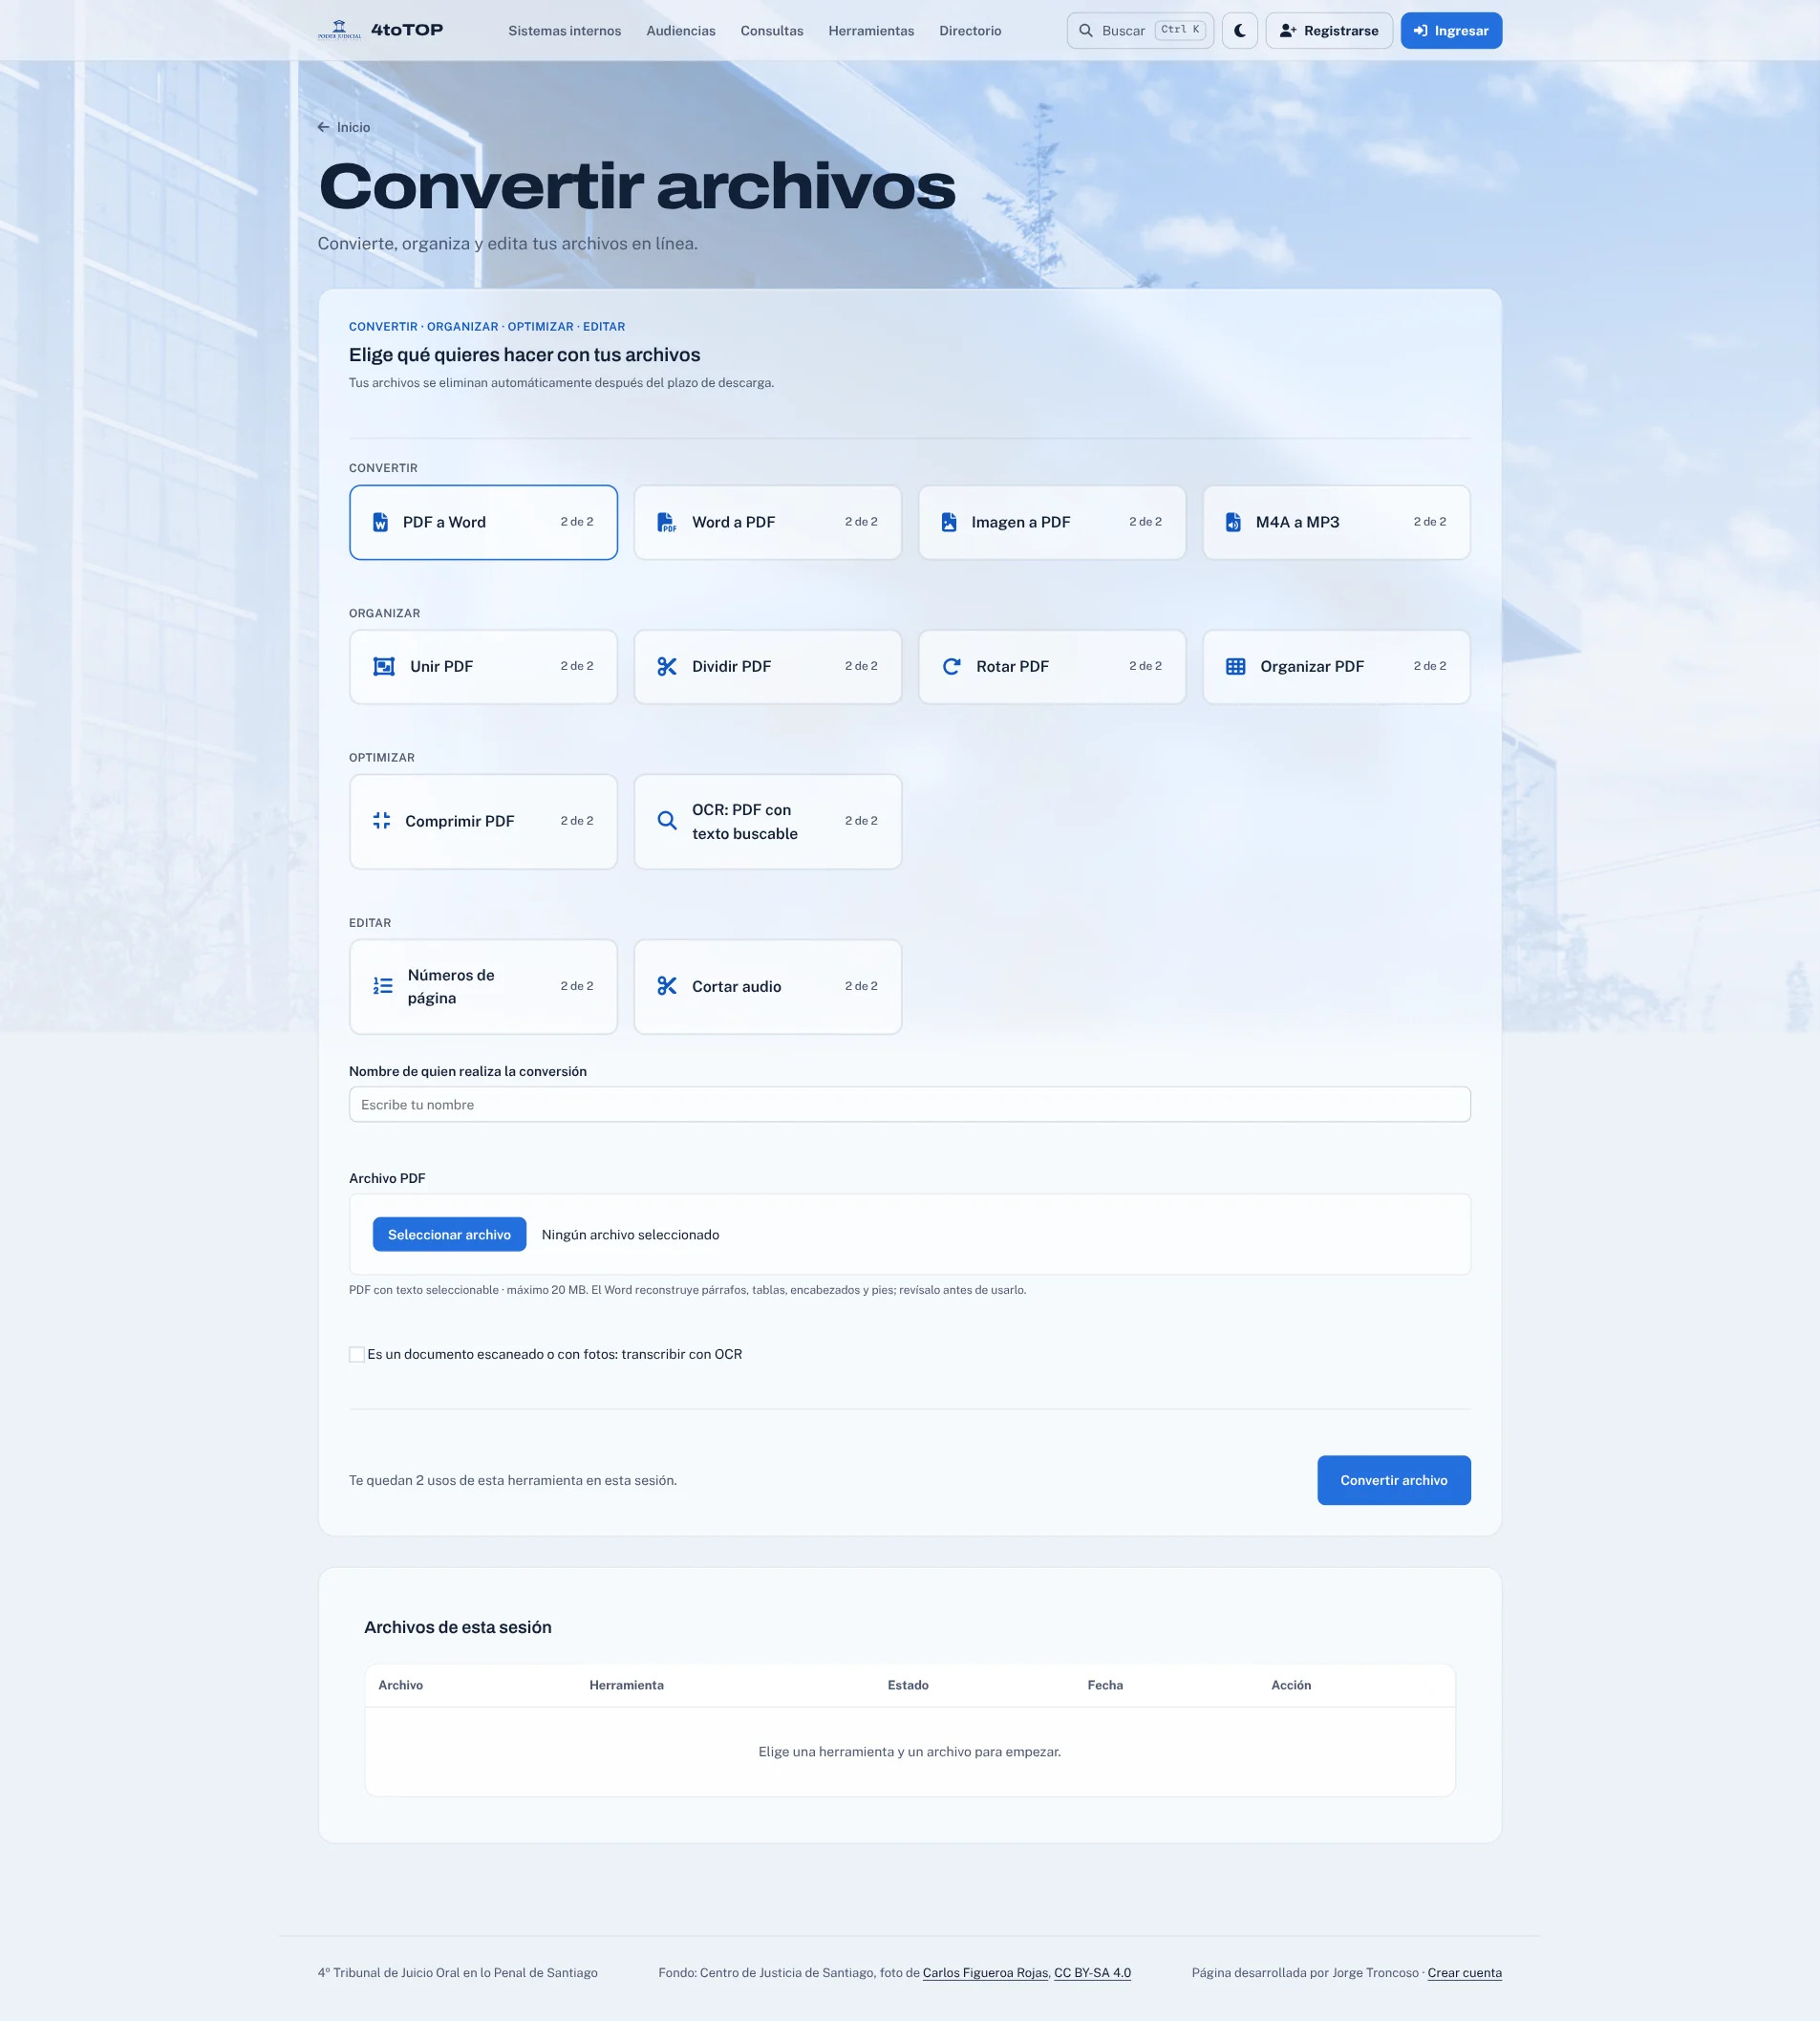 PODER JUDICIAL
4toTOP
Sistemas internos
Audiencias
Consultas
Herramientas
Directorio
Buscar
Ctrl K
Registrarse
Ingresar
Inicio
Convertir archivos
Convierte, organiza y edita tus archivos en línea.
CONVERTIR · ORGANIZAR · OPTIMIZAR · EDITAR
Elige qué quieres hacer con tus archivos
Tus archivos se eliminan automáticamente después del plazo de descarga.
CONVERTIR
PDF a Word
2 de 2
Word a PDF
2 de 2
Imagen a PDF
2 de 2
M4A a MP3
2 de 2
ORGANIZAR
Unir PDF
2 de 2
Dividir PDF
2 de 2
Rotar PDF
2 de 2
Organizar PDF
2 de 2
OPTIMIZAR
Comprimir PDF
2 de 2
OCR: PDF con
texto buscable
2 de 2
EDITAR
Números de
página
2 de 2
Cortar audio
2 de 2
Nombre de quien realiza la conversión
Escribe tu nombre
Archivo PDF
Seleccionar archivo
Ningún archivo seleccionado
PDF con texto seleccionable · máximo 20 MB. El Word reconstruye párrafos, tablas, encabezados y pies; revísalo antes de usarlo.
Es un documento escaneado o con fotos: transcribir con OCR
Te quedan 2 usos de esta herramienta en esta sesión.
Convertir archivo
Archivos de esta sesión
Archivo
Herramienta
Estado
Fecha
Acción
Elige una herramienta y un archivo para empezar.
4º Tribunal de Juicio Oral en lo Penal de Santiago
Fondo: Centro de Justicia de Santiago, foto de Carlos Figueroa Rojas, CC BY-SA 4.0
Página desarrollada por Jorge Troncoso · Crear cuenta